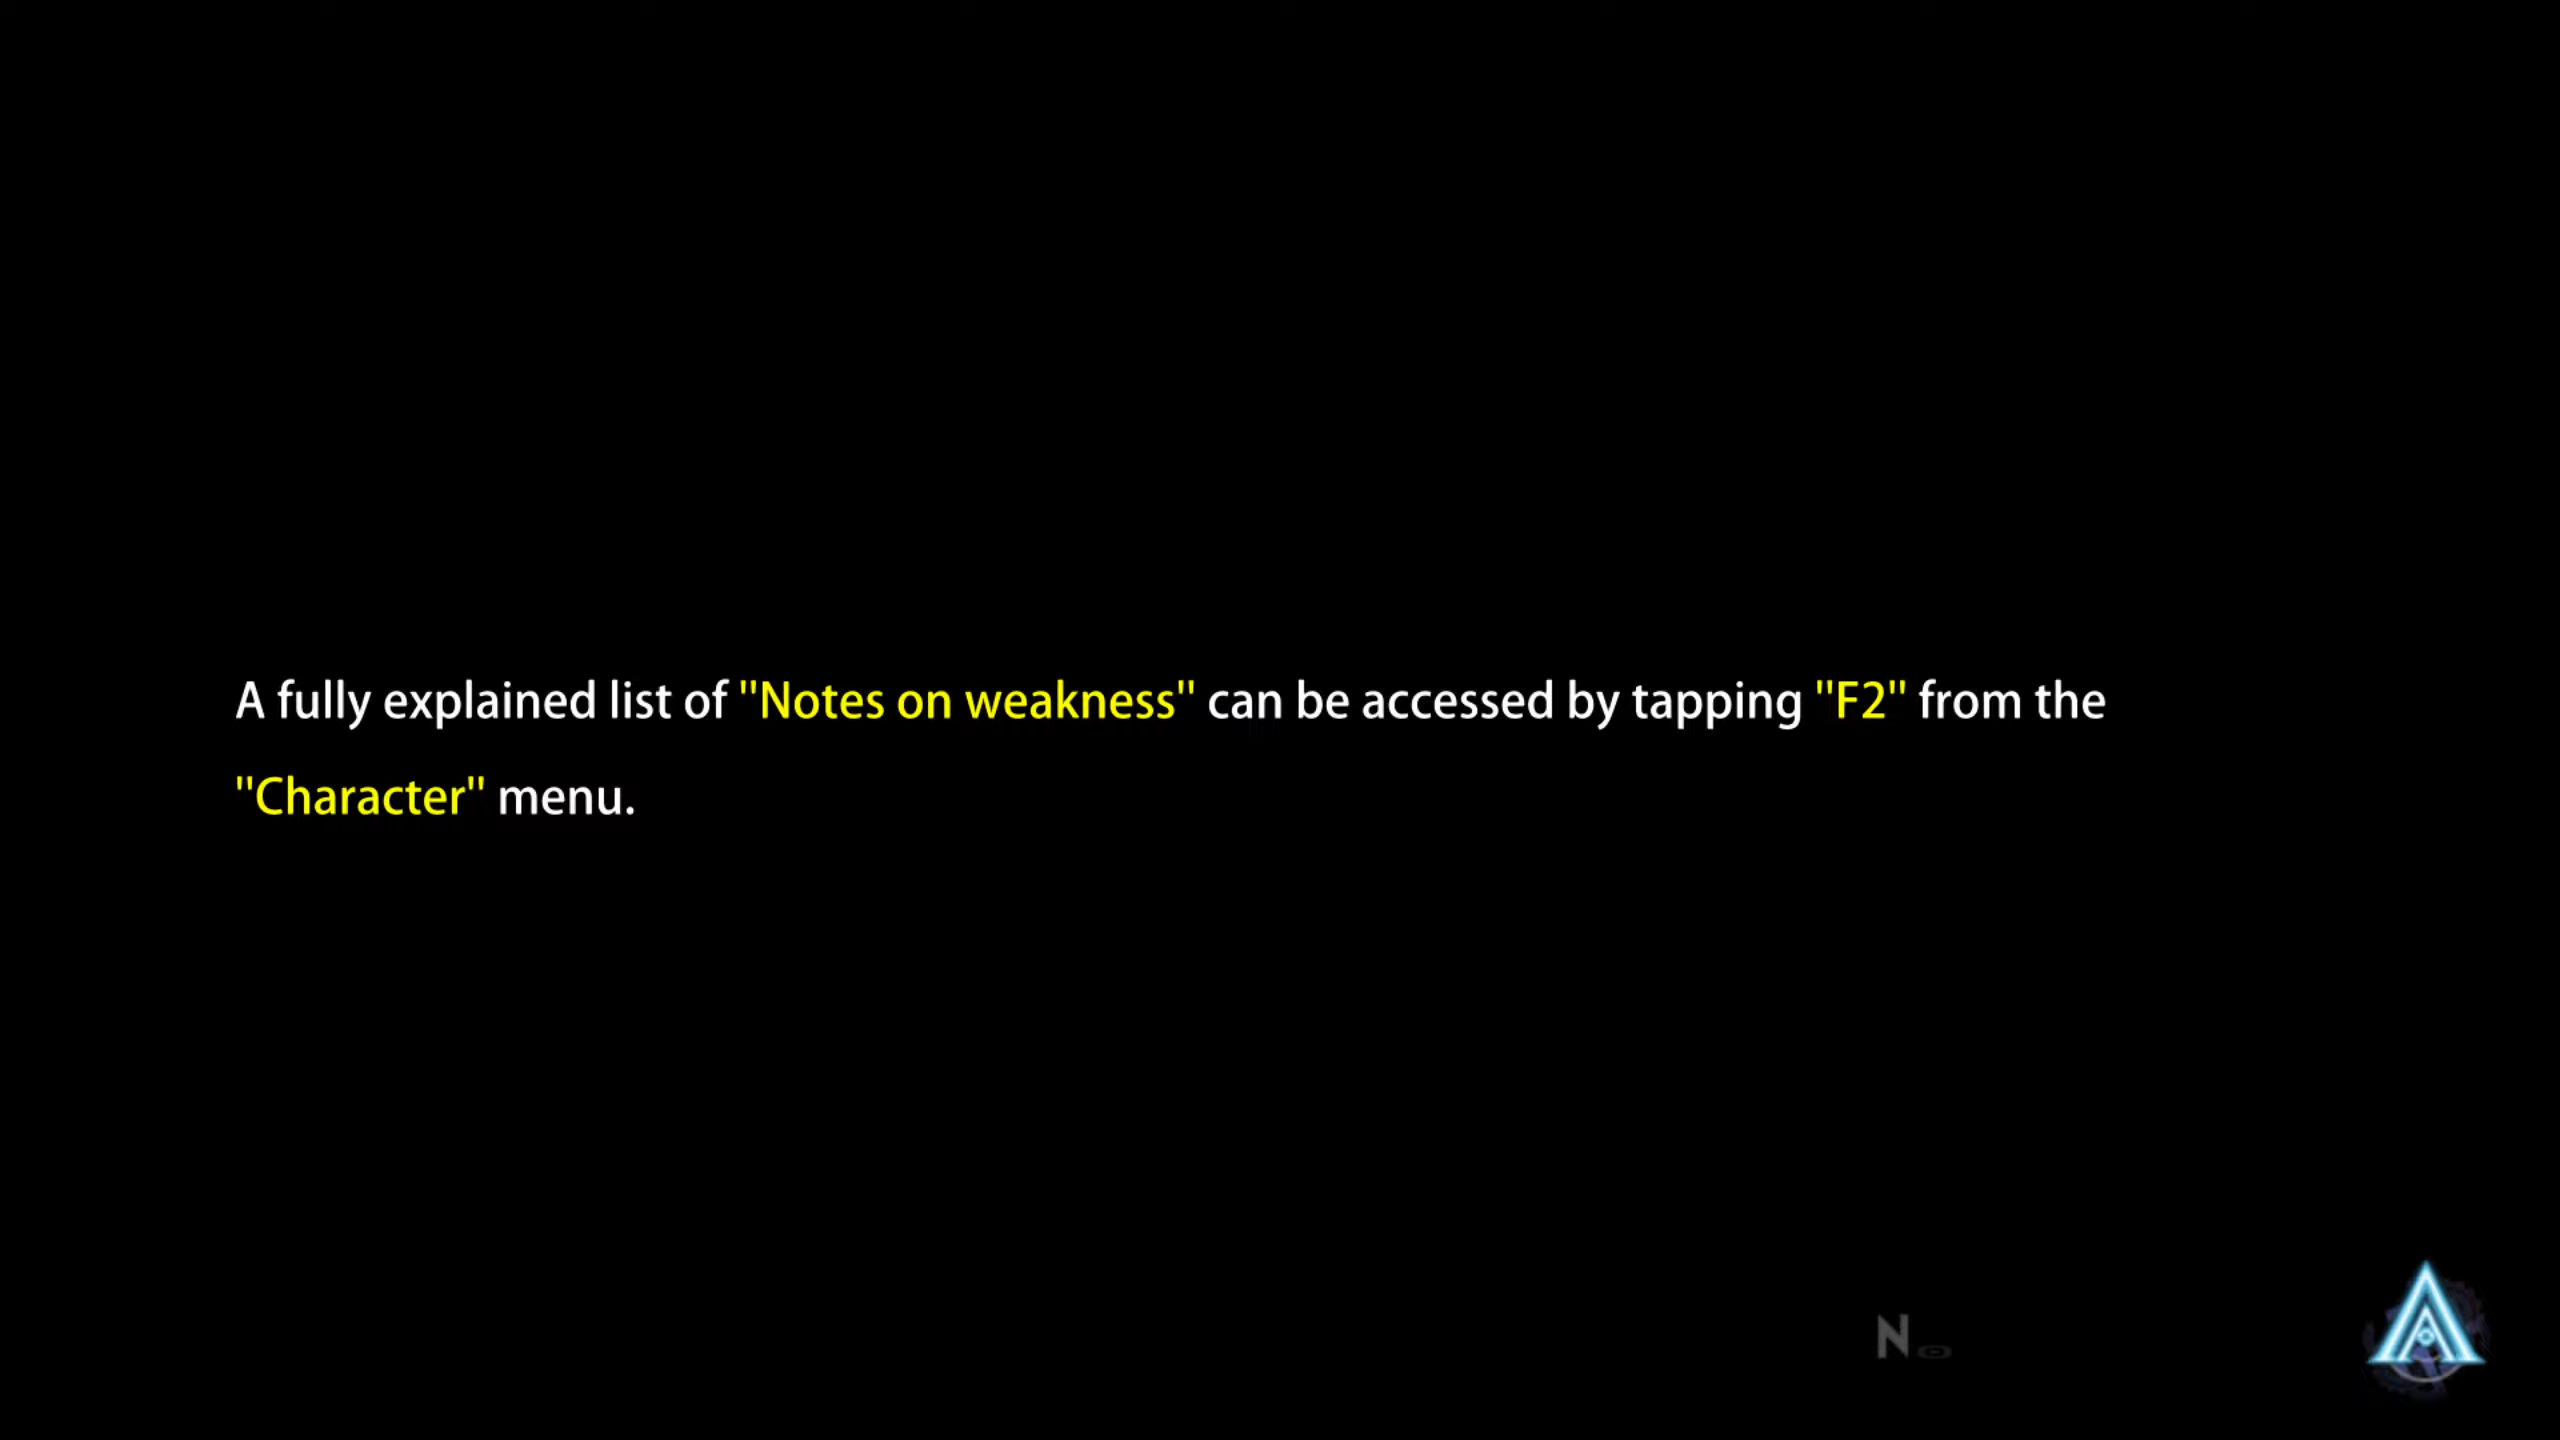 A fully explained list of "Notes on weakness" can be accessed by tapping "F2" from the
"Character" menu.
N